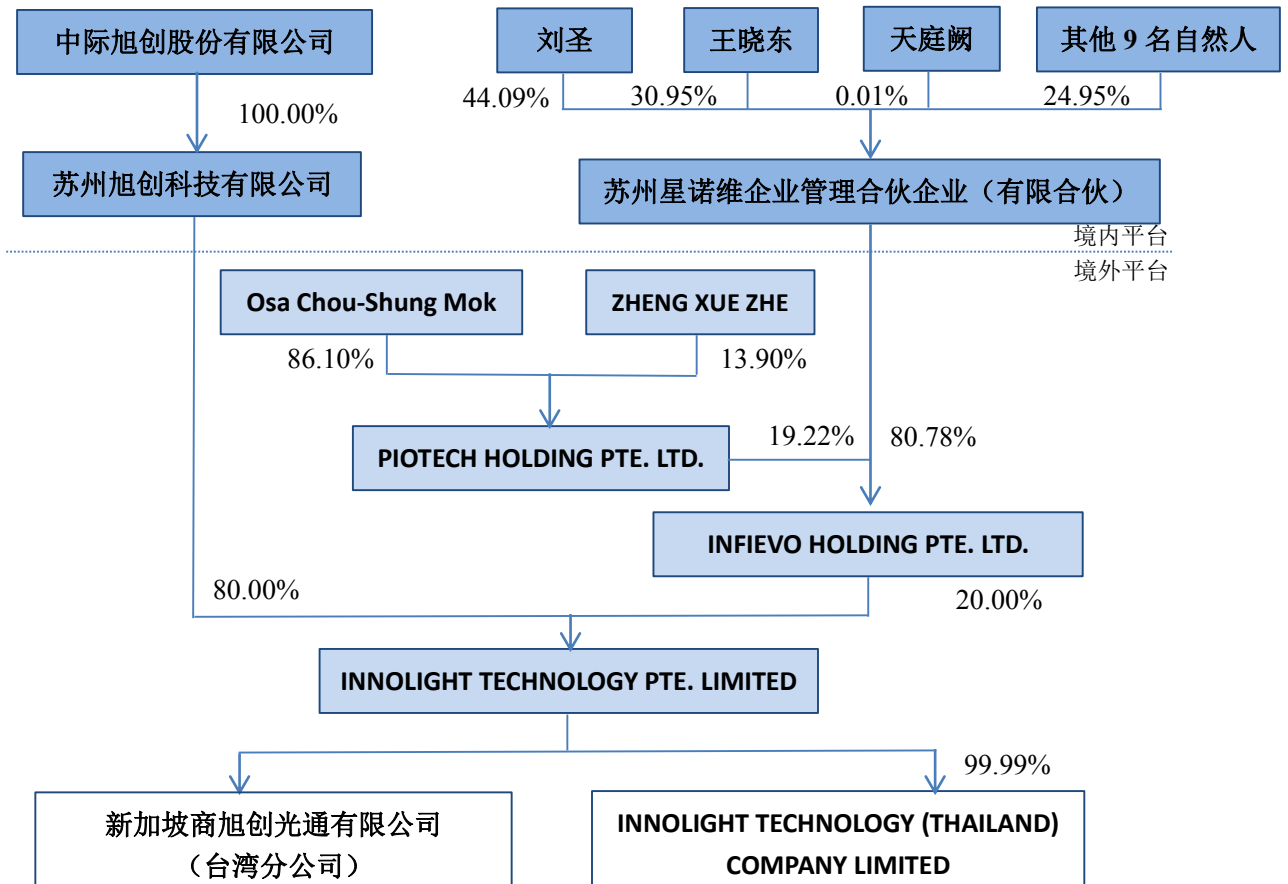 中际旭创股份有限公司
刘圣
王晓东
天庭阙
其他 9 名自然人
44.09%
30.95%
0.01%
24.95%
100.00%
苏州旭创科技有限公司
苏州星诺维企业管理合伙企业（有限合伙）
境内平台
境外平台
Osa Chou-Shung Mok
ZHENG XUE ZHE
86.10%
13.90%
PIOTECH HOLDING PTE. LTD.
19.22%
80.78%
INFIEVO HOLDING PTE. LTD.
80.00%
20.00%
INNOLIGHT TECHNOLOGY PTE. LIMITED
99.99%
新加坡商旭创光通有限公司
（台湾分公司）
INNOLIGHT TECHNOLOGY (THAILAND)
COMPANY LIMITED